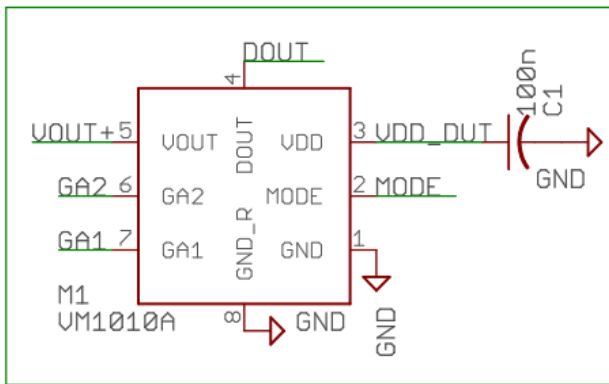 DOUT
4
100n
C1
VOUT+ 5 VOUT DOUT VDD 3 VDD_DUT
GND
GA2 6 GA2 MODE 2 MODE
GA1 7 GA1 GND_R GND 1
M1
VM1010A
8 GND
GND